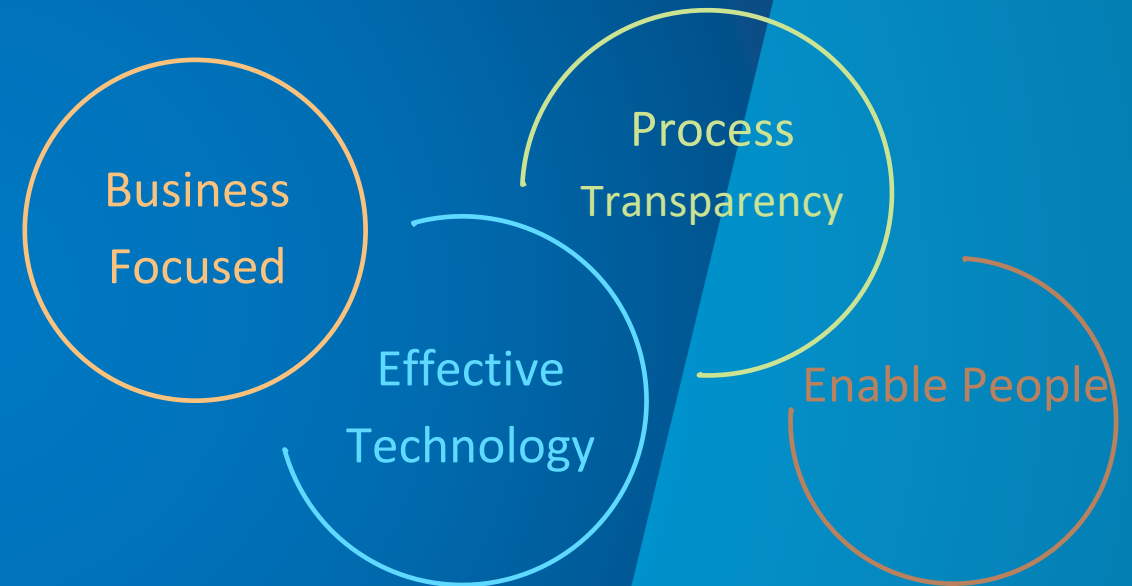 Business
Focused
Effective
Technology
Process
Transparency
Enable People